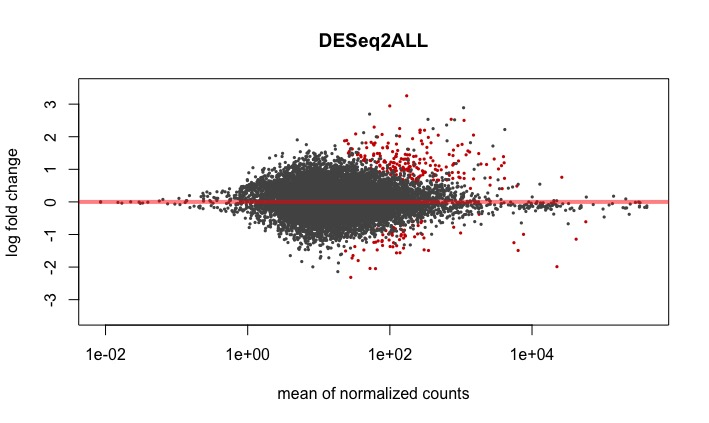 DESeq2ALL
log fold change
3
2
1
0
-1
-2
-3
1e-02 1e+00 1e+02 1e+04
mean of normalized counts